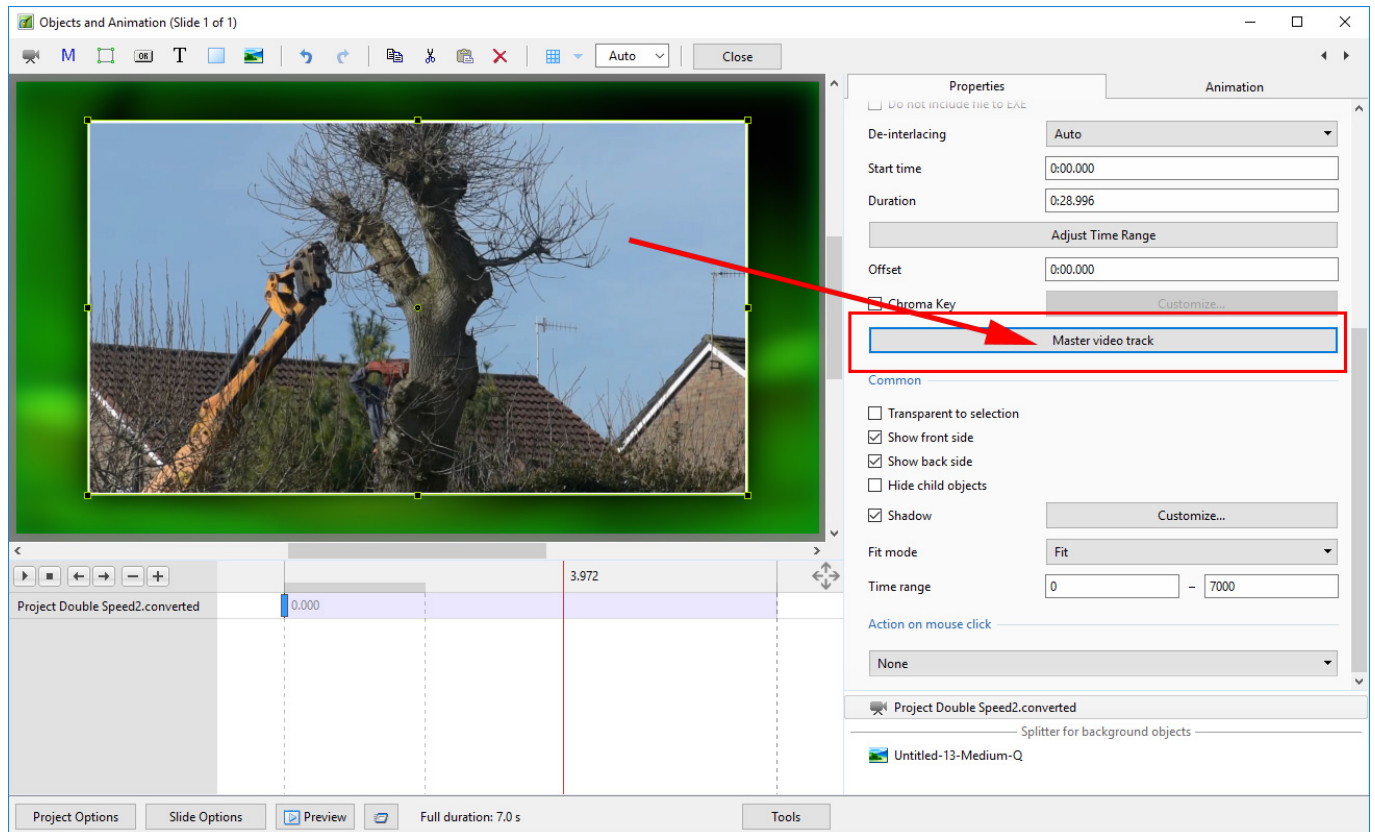 Objects and Animation (Slide 1 of 1)
M OK T Auto Close
Properties Animation
Do not include file to EXE
De-interlacing Auto
Start time 0:00.000
Duration 0:28.996
Adjust Time Range
Offset 0:00.000
Chroma Key Customize...
Master video track
Common
Transparent to selection
Show front side
Show back side
Hide child objects
Shadow Customize...
Fit mode Fit
Time range 0 – 7000
Action on mouse click
None
3.972
Project Double Speed2.converted 0.000
Project Double Speed2.converted
Splitter for background objects
Untitled-13-Medium-Q
Project Options Slide Options Preview Full duration: 7.0 s Tools